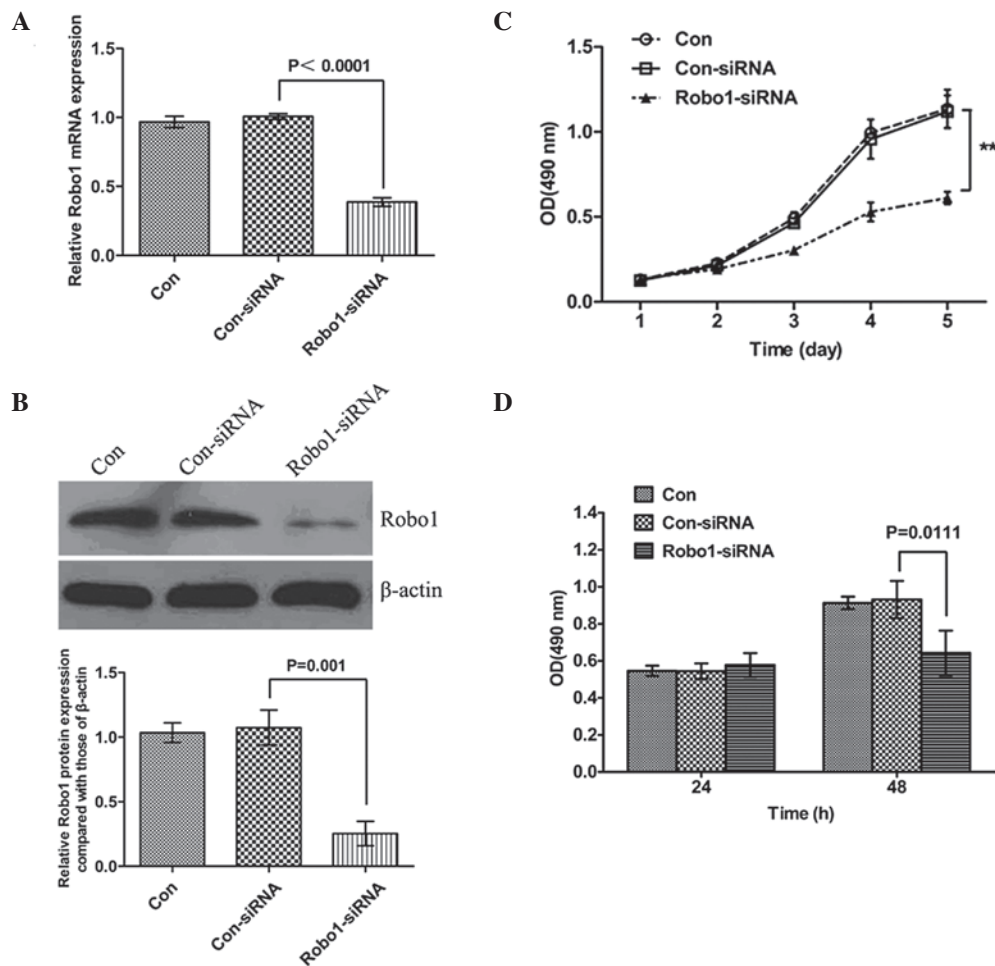 A
Relative Robo1 mRNA expression
1.5
1.0
0.5
0.0
P< 0.0001
Con
Con-siRNA
Robo1-siRNA
B
Con
Con-siRNA
Robo1-siRNA
Robo1
β-actin
Relative Robo1 protein expression
compared with those of β-actin
1.5
1.0
0.5
0.0
P=0.001
Con
Con-siRNA
Robo1-siRNA
C
OD(490 nm)
1.5
1.0
0.5
0.0
Con
Con-siRNA
Robo1-siRNA
**
1 2 3 4 5
Time (day)
D
OD(490 nm)
1.4
1.2
1.0
0.8
0.6
0.4
0.2
0.0
Con
Con-siRNA
Robo1-siRNA
P=0.0111
24 48
Time (h)